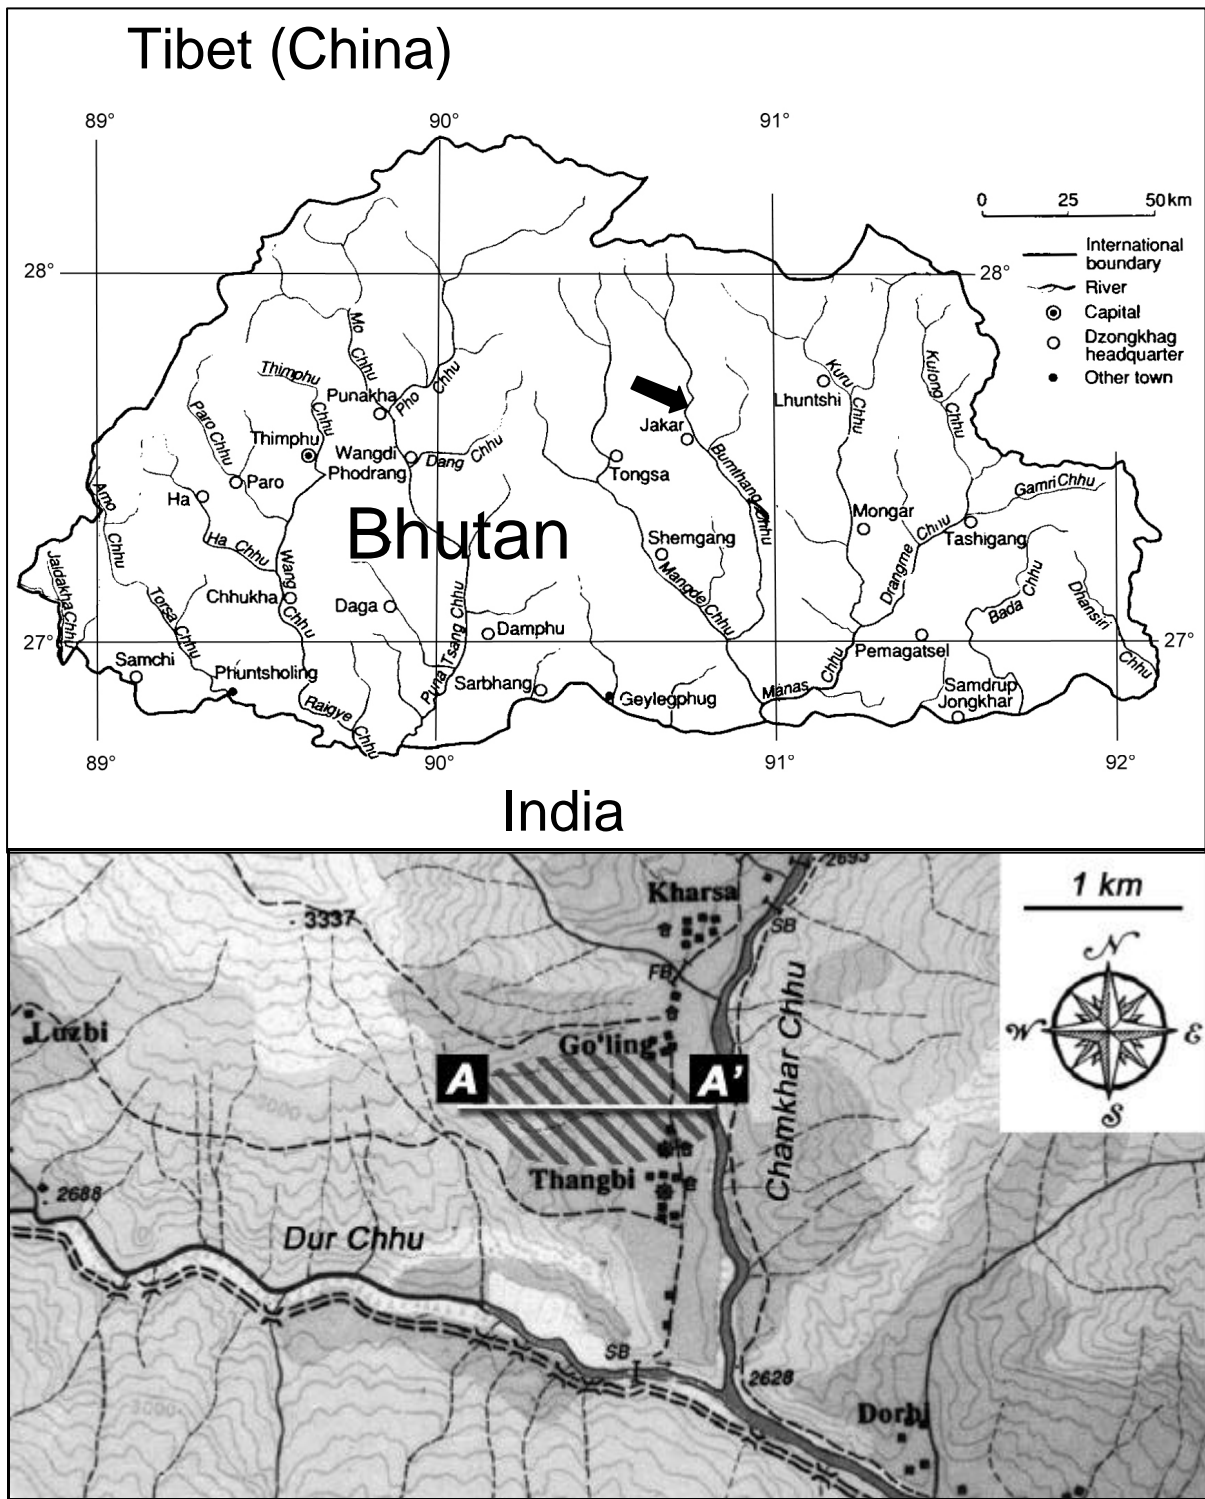 Tibet (China)
89°
90°
91°
0 25 50 km
International
boundary
River
Capital
Dzongkhag
headquarter
Other town
28°
28°
Mo
Chhu
Thimphu
Chhu
Punakha
Pho Chhu
Paro Chhu
Thimphu
Wangdi
Phodrang
Dang Chhu
Paro
Ha
Amo
Chhu
Ha Chhu
Wang
Chhu
Jaldakha Chhu
Torsa Chhu
Chhukha
Bhutan
Daga
Puna Tsang Chhu
Damphu
Jakar
Bumthang Chhu
Tongsa
Shemgang
Mangde Chhu
Lhuntshi
Kuru
Chhu
Kulong
Chhu
Mongar
Gamri Chhu
Tashigang
Drangme Chhu
Chhu
Bada Chhu
Dhansiri
Chhu
27°
27°
Pemagatsel
Samchi
Phuntsholing
Raigye
Chhu
Sarbhang
Geylegphug
Manas
Samdrup
Jongkhar
89°
90°
91°
92°
India
2693
Kharsa
3337
SB
FB
1 km
N
W
E
S
Luzbi
Go'ling
Chamkhar Chhu
A
A'
3000
Thangbi
2688
Dur Chhu
SB
2628
3000
Dorbi